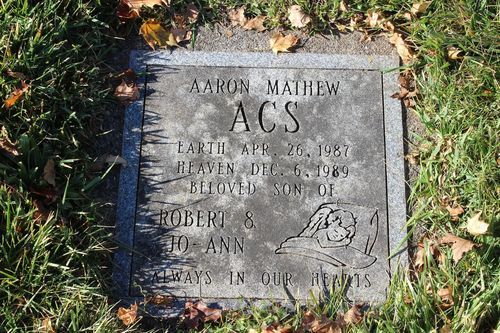 AARON MATHEW
ACS
EARTH APR. 26, 1987
HEAVEN DEC. 6, 1989
BELOVED SON OF
ROBERT &
JO-ANN
ALWAYS IN OUR HEARTS